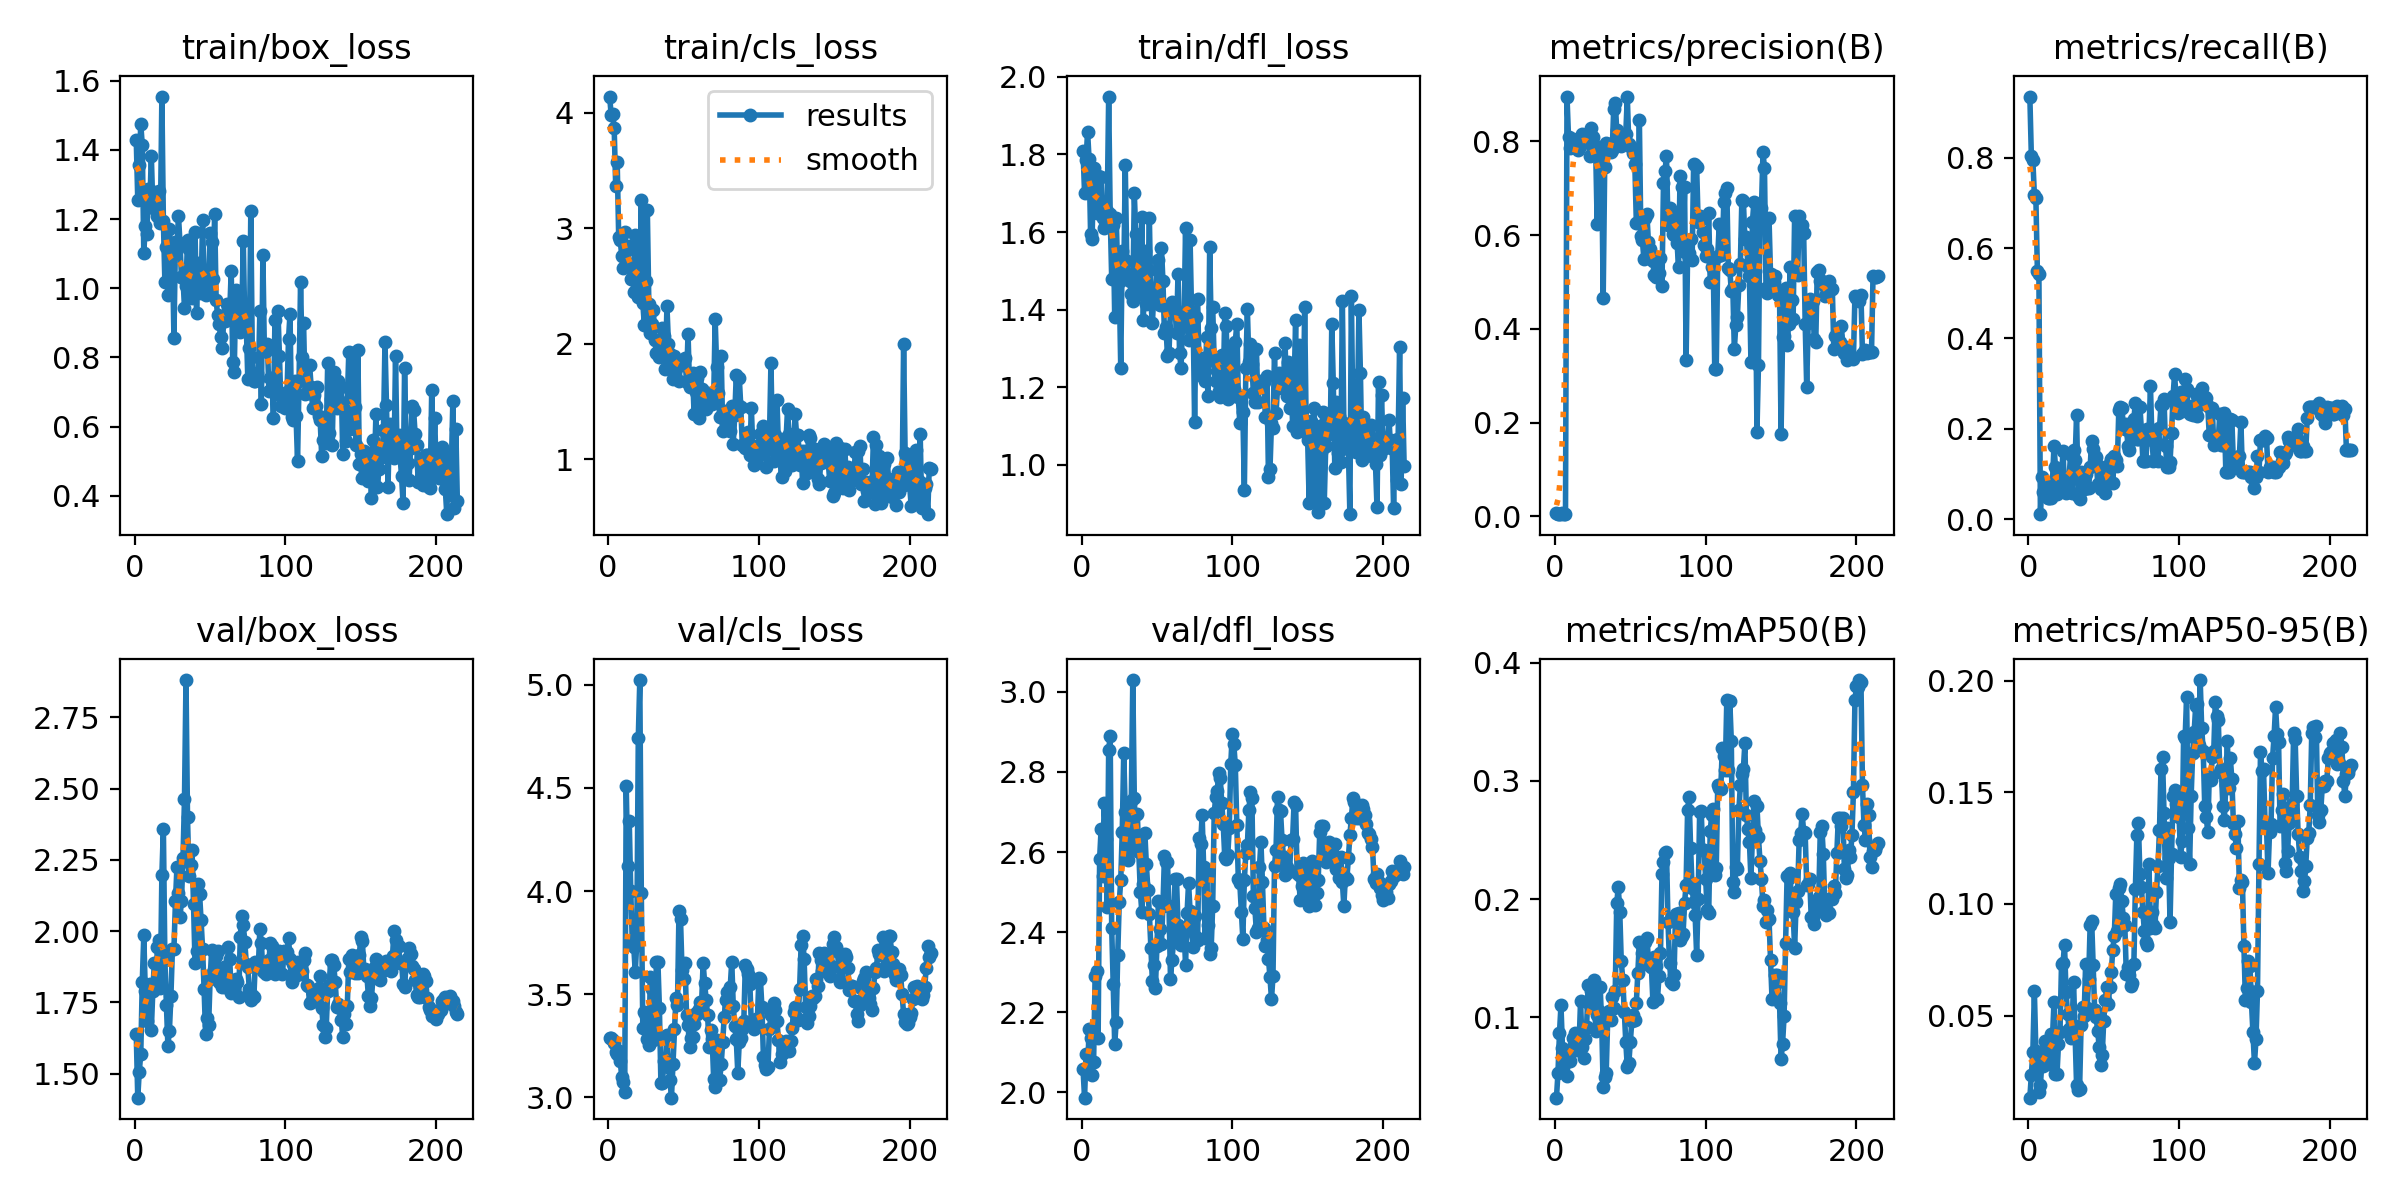 train/box_loss
1.6
1.4
1.2
1.0
0.8
0.6
0.4
0 100 200
train/cls_loss
results
smooth
4
3
2
1
0 100 200
train/dfl_loss
2.0
1.8
1.6
1.4
1.2
1.0
0 100 200
metrics/precision(B)
0.8
0.6
0.4
0.2
0.0
0 100 200
metrics/recall(B)
0.8
0.6
0.4
0.2
0.0
0 100 200
val/box_loss
2.75
2.50
2.25
2.00
1.75
1.50
0 100 200
val/cls_loss
5.0
4.5
4.0
3.5
3.0
0 100 200
val/dfl_loss
3.0
2.8
2.6
2.4
2.2
2.0
0 100 200
metrics/mAP50(B)
0.4
0.3
0.2
0.1
0 100 200
metrics/mAP50-95(B)
0.20
0.15
0.10
0.05
0 100 200